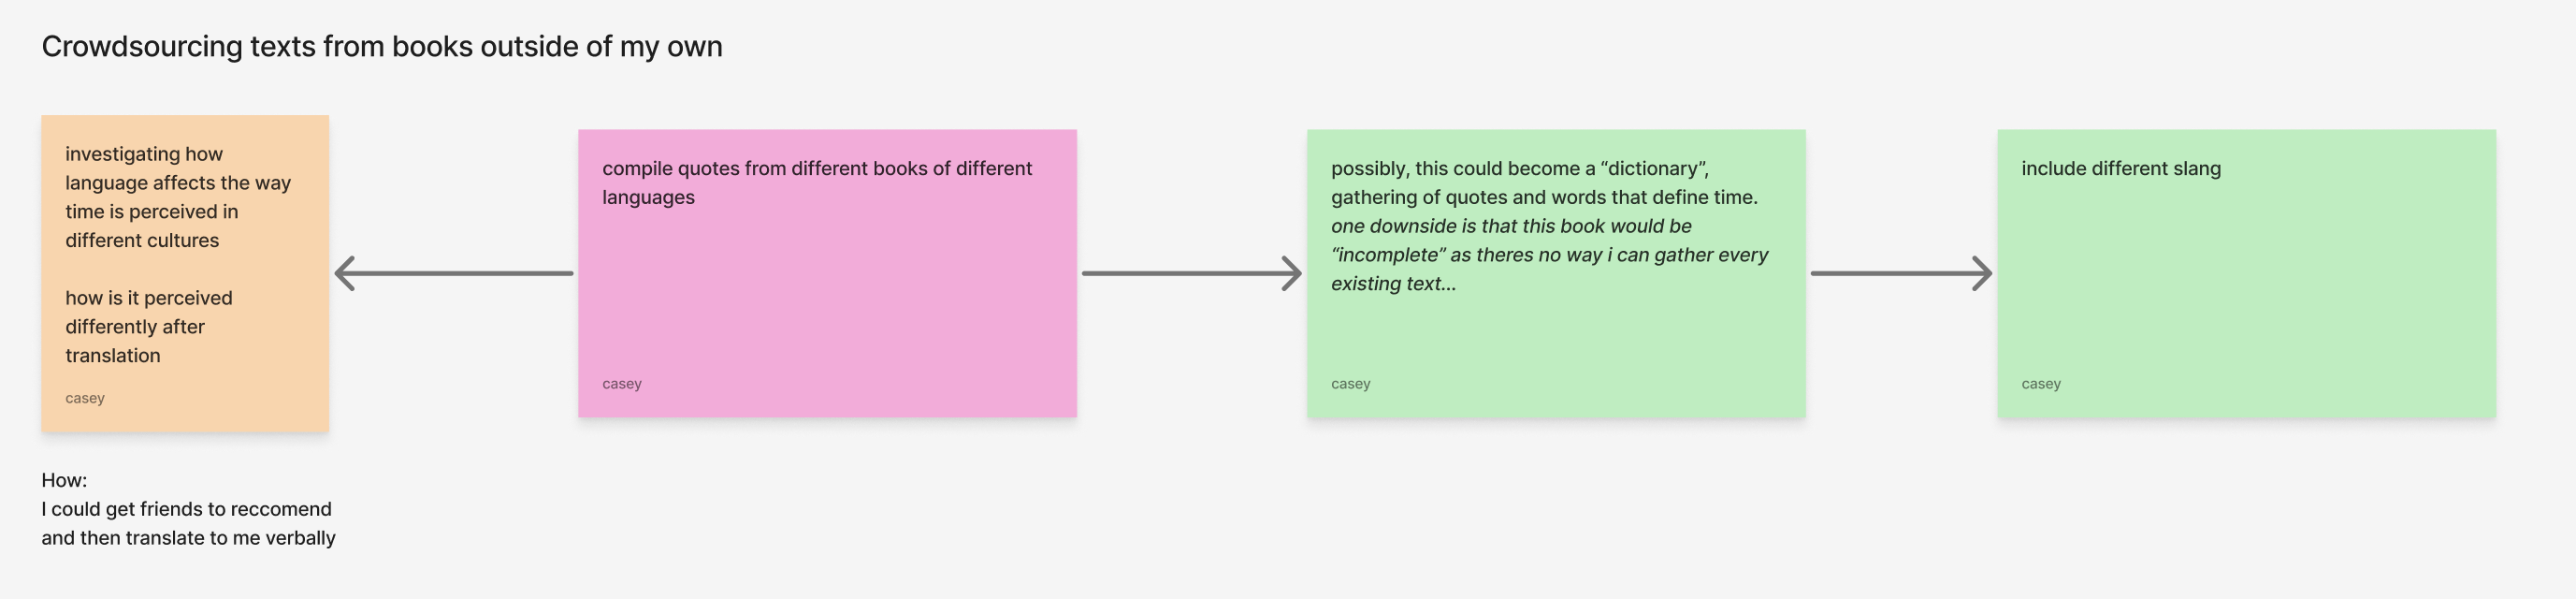 Crowdsourcing texts from books outside of my own
investigating how
language affects the way
time is perceived in
different cultures
how is it perceived
differently after
translation
casey
How:
I could get friends to reccomend
and then translate to me verbally
compile quotes from different books of different
languages
casey
possibly, this could become a “dictionary”,
gathering of quotes and words that define time.
one downside is that this book would be
“incomplete” as theres no way i can gather every
existing text...
casey
include different slang
casey